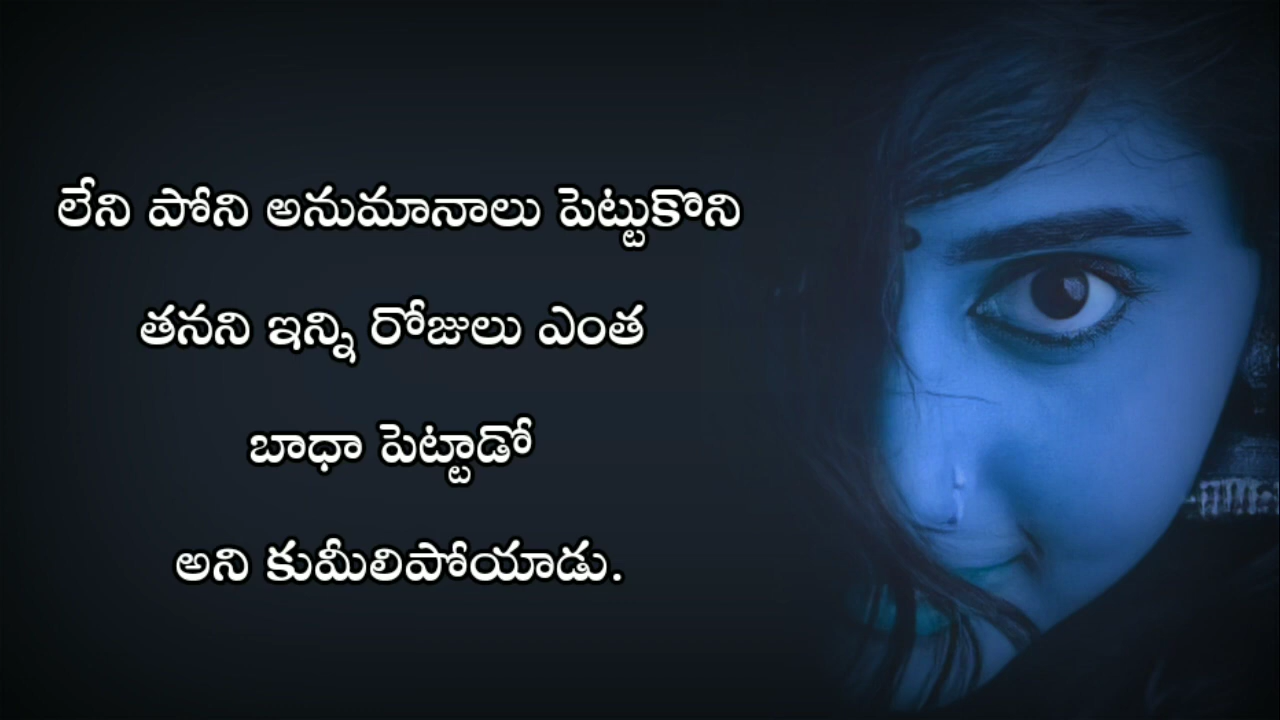 లేని పోని అనుమానాలు పెట్టుకొని
తనని ఇన్ని రోజులు ఎంత
బాధా పెట్టాడో
అని కుమీలిపోయాడు.